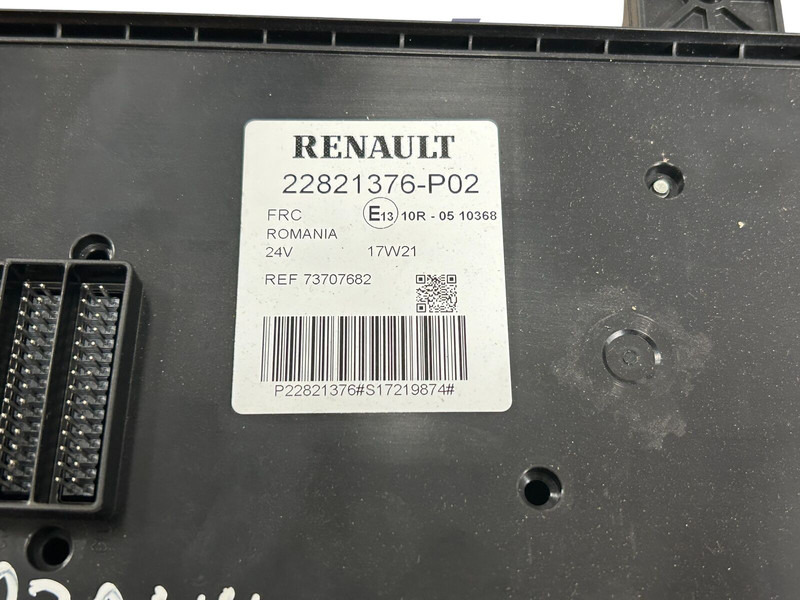 RENAULT
22821376-P02
FRC E13 10R - 05 10368
ROMANIA
24V 17W21
REF 73707682
P22821376#S17219874#